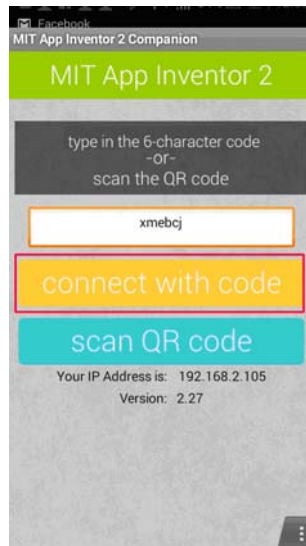 Facebook
MIT App Inventor 2 Companion
MIT App Inventor 2
type in the 6-character code
-or-
scan the QR code
xmebcj
connect with code
scan QR code
Your IP Address is: 192.168.2.105
Version: 2.27